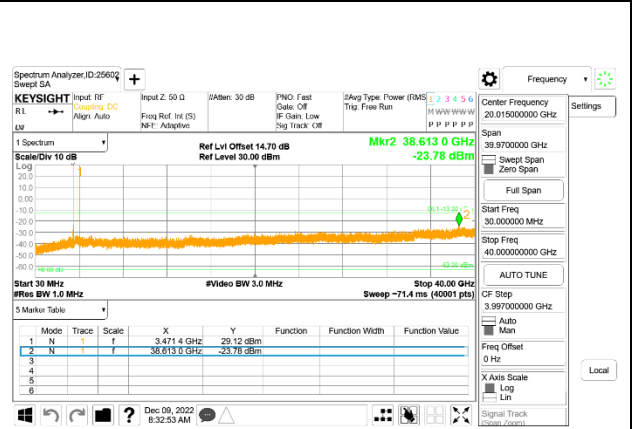 Spectrum Analyzer,ID:25602
Swept SA
Frequency
KEYSIGHT
Input: RF
Input Z: 50 Ω
#Atten: 30 dB
PNO: Fast
#Avg Type: Power (RMS)
1 2 3 4 5 6
R L
Coupling: DC
Gate: Off
Trig: Free Run
M W W W W W
Align: Auto
Freq Ref: Int (S)
IF Gain: Low
NFE: Adaptive
Sig Track: Off
P P P P P P
Center Frequency
20.015000000 GHz
Settings
Span
39.9700000 GHz
Swept Span
Zero Span
Full Span
Start Freq
30.000000 MHz
Stop Freq
40.000000000 GHz
AUTO TUNE
CF Step
3.997000000 GHz
Auto
Man
Freq Offset
0 Hz
X Axis Scale
Log
Lin
Signal Track
(Span Zoom)
Local
1 Spectrum
Ref Lvl Offset 14.70 dB
Mkr2 38.613 0 GHz
Scale/Div 10 dB
Ref Level 30.00 dBm
-23.78 dBm
Log
1
20.0
10.0
0.00
-10.0
DL1 -13.00
-20.0
2
-30.0
-40.0
-50.0
-60.0
Start 30 MHz
#Video BW 3.0 MHz
Stop 40.00 GHz
#Res BW 1.0 MHz
Sweep ~71.4 ms (40001 pts)
5 Marker Table
Mode Trace Scale X Y Function Function Width Function Value
1 N 1 f 3.471 4 GHz 29.12 dBm
2 N 1 f 38.613 0 GHz -23.78 dBm
3
4
5
6
Dec 09, 2022
8:32:53 AM